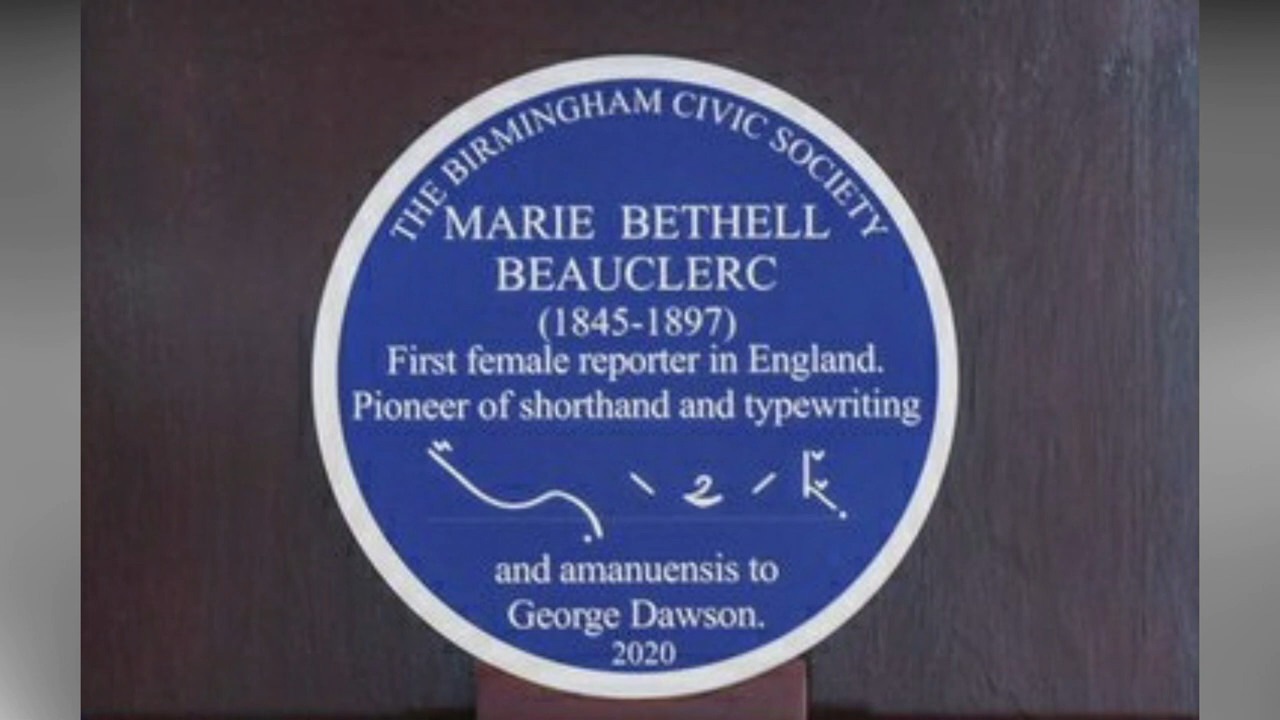 THE BIRMINGHAM CIVIC SOCIETY
MARIE BETHELL
BEAUCLERC
(1845-1897)
First female reporter in England.
Pioneer of shorthand and typewriting
and amanuensis to
George Dawson.
2020